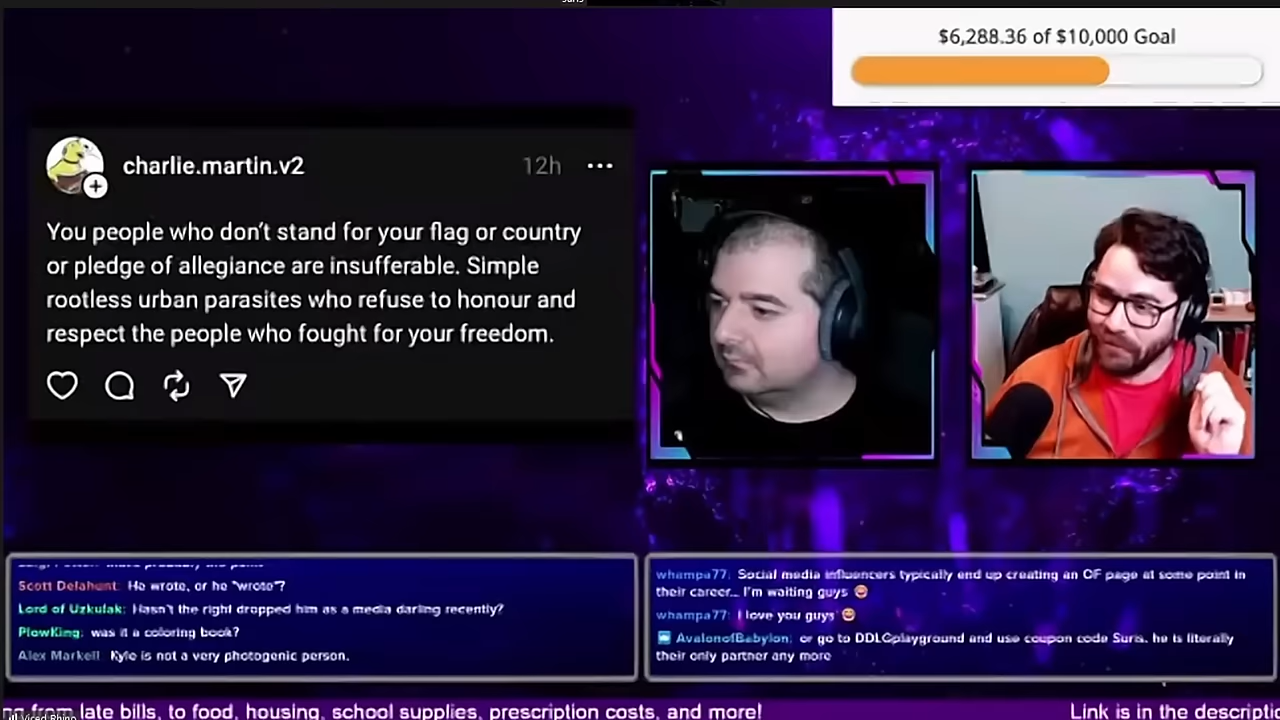 $6,288.36 of $10,000 Goal
charlie.martin.v2
12h
You people who don't stand for your flag or country
or pledge of allegiance are insufferable. Simple
rootless urban parasites who refuse to honour and
respect the people who fought for your freedom.
Scott Delahunt: He wrote, or he "wrote"?
Lord of Uzkulak: Hasn't the right dropped him as a media darling recently?
PlowKing: was it a coloring book?
Alex Markell: Kyle is not a very photogenic person.
whampa77: Social media influencers typically end up creating an OF page at some point in
their career... I'm waiting guys
whampa77: I love you guys
AvalonofBabylon: or go to DDLCplayground and use coupon code Suris. he is literally
their only partner any more
from late bills, to food, housing, school supplies, prescription costs, and more!
Link is in the descriptio
Viced Rhino